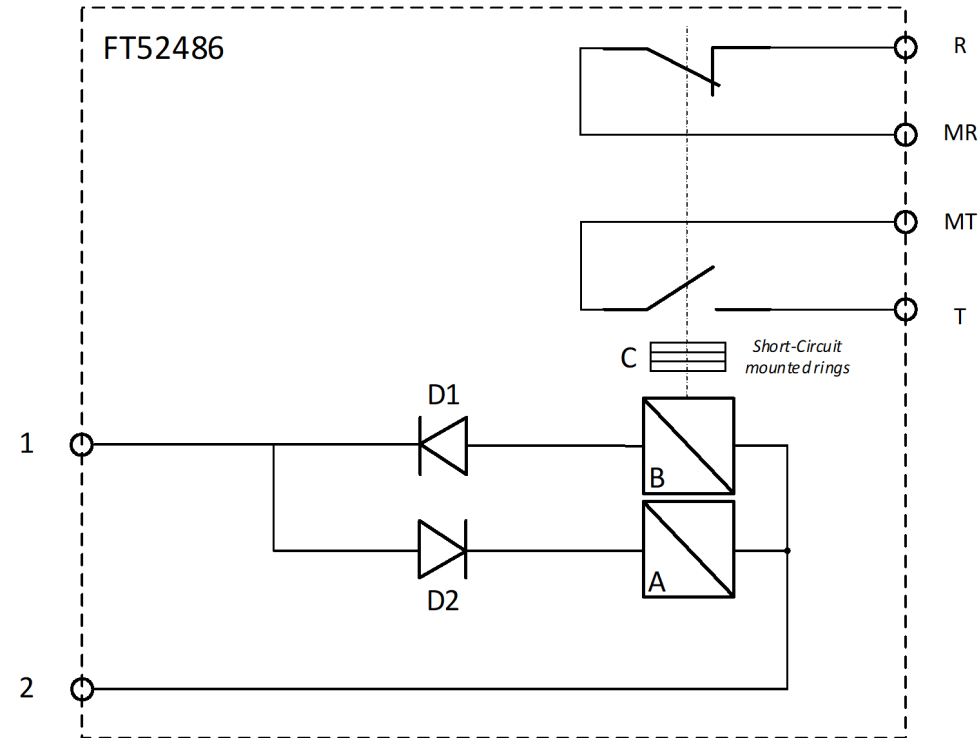 FT52486
R
MR
MT
T
C
Short-Circuit
mounted rings
D1
1
B
A
D2
2